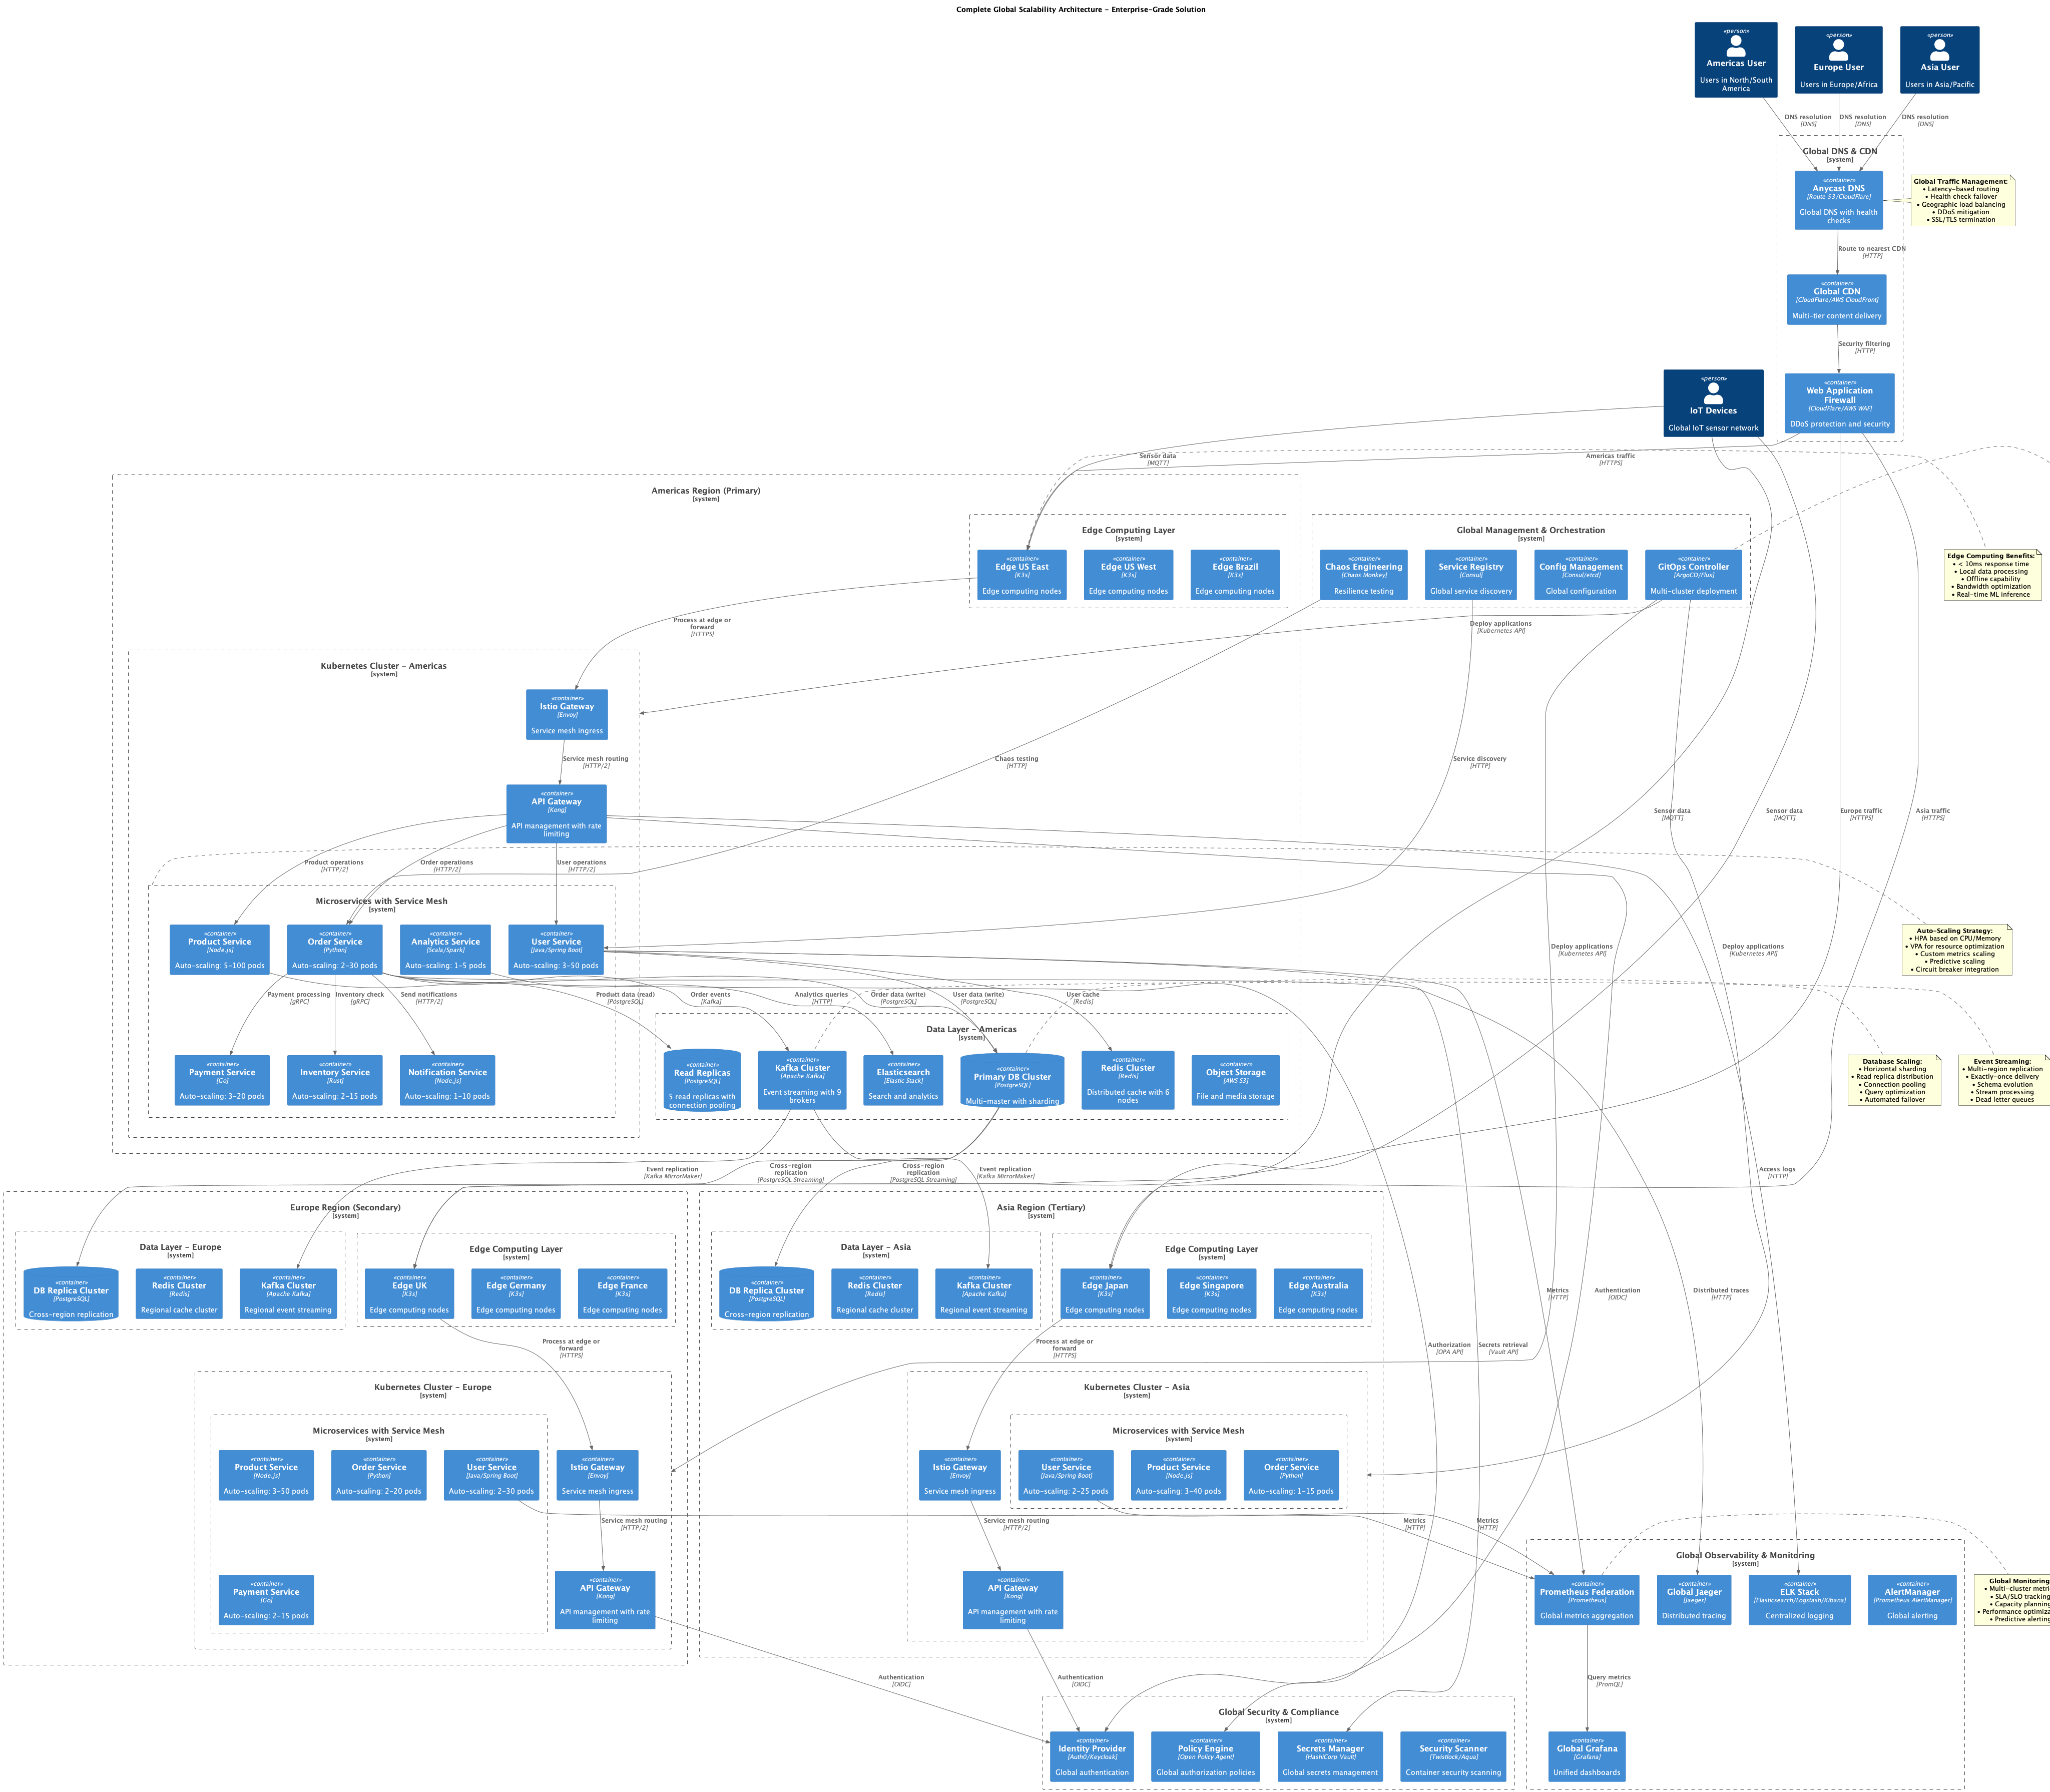 Complete Global Scalability Architecture - Enterprise-Grade Solution
«person»
Americas User
Users in North/South
America
«person»
Europe User
Users in Europe/Africa
«person»
Asia User
Users in Asia/Pacific
DNS resolution
[DNS]
DNS resolution
[DNS]
DNS resolution
[DNS]
Global DNS & CDN
[system]
«container»
Anycast DNS
[Route 53/CloudFlare]
Global DNS with health
checks
Global Traffic Management:
• Latency-based routing
• Health check failover
• Geographic load balancing
• DDoS mitigation
• SSL/TLS termination
Route to nearest CDN
[HTTP]
«container»
Global CDN
[CloudFlare/AWS CloudFront]
Multi-tier content delivery
Security filtering
[HTTP]
«container»
Web Application
Firewall
[CloudFlare/AWS WAF]
DDoS protection and security
«person»
IoT Devices
Global IoT sensor network
Sensor data
[MQTT]
Americas traffic
[HTTPS]
Americas Region (Primary)
[system]
Edge Computing Layer
[system]
«container»
Edge US East
[K3s]
Edge computing nodes
«container»
Edge US West
[K3s]
Edge computing nodes
«container»
Edge Brazil
[K3s]
Edge computing nodes
Global Management & Orchestration
[system]
«container»
Chaos Engineering
[Chaos Monkey]
Resilience testing
«container»
Service Registry
[Consul]
Global service discovery
«container»
Config Management
[Consul/etcd]
Global configuration
«container»
GitOps Controller
[ArgoCD/Flux]
Multi-cluster deployment
Edge Computing Benefits:
• < 10ms response time
• Local data processing
• Offline capability
• Bandwidth optimization
• Real-time ML inference
Process at edge or
forward
[HTTPS]
Deploy applications
[Kubernetes API]
Kubernetes Cluster - Americas
[system]
«container»
Istio Gateway
[Envoy]
Service mesh ingress
Service mesh routing
[HTTP/2]
Chaos testing
[HTTP]
Service discovery
[HTTP]
«container»
API Gateway
[Kong]
API management with rate
limiting
Sensor data
[MQTT]
Sensor data
[MQTT]
Europe traffic
[HTTPS]
Asia traffic
[HTTPS]
Product operations
[HTTP/2]
Order operations
[HTTP/2]
User operations
[HTTP/2]
Microservices with Service Mesh
[system]
«container»
Product Service
[Node.js]
Auto-scaling: 5-100 pods
«container»
Order Service
[Python]
Auto-scaling: 2-30 pods
«container»
Analytics Service
[Scala/Spark]
Auto-scaling: 1-5 pods
«container»
User Service
[Java/Spring Boot]
Auto-scaling: 3-50 pods
Deploy applications
[Kubernetes API]
Deploy applications
[Kubernetes API]
Auto-Scaling Strategy:
• HPA based on CPU/Memory
• VPA for resource optimization
• Custom metrics scaling
• Predictive scaling
• Circuit breaker integration
Payment processing
[gRPC]
Inventory check
[gRPC]
Send notifications
[HTTP/2]
Product data (read)
[PostgreSQL]
Order events
[Kafka]
Analytics queries
[HTTP]
Order data (write)
[PostgreSQL]
User data (write)
[PostgreSQL]
User cache
[Redis]
«container»
Payment Service
[Go]
Auto-scaling: 3-20 pods
«container»
Inventory Service
[Rust]
Auto-scaling: 2-15 pods
«container»
Notification Service
[Node.js]
Auto-scaling: 1-10 pods
Data Layer - Americas
[system]
«container»
Read Replicas
[PostgreSQL]
5 read replicas with
connection pooling
«container»
Kafka Cluster
[Apache Kafka]
Event streaming with 9
brokers
«container»
Elasticsearch
[Elastic Stack]
Search and analytics
«container»
Primary DB Cluster
[PostgreSQL]
Multi-master with sharding
«container»
Redis Cluster
[Redis]
Distributed cache with 6
nodes
«container»
Object Storage
[AWS S3]
File and media storage
Database Scaling:
• Horizontal sharding
• Read replica distribution
• Connection pooling
• Query optimization
• Automated failover
Event Streaming:
• Multi-region replication
• Exactly-once delivery
• Schema evolution
• Stream processing
• Dead letter queues
Event replication
[Kafka MirrorMaker]
Cross-region
replication
[PostgreSQL Streaming]
Cross-region
replication
[PostgreSQL Streaming]
Event replication
[Kafka MirrorMaker]
Access logs
[HTTP]
Europe Region (Secondary)
[system]
Data Layer - Europe
[system]
«container»
DB Replica Cluster
[PostgreSQL]
Cross-region replication
«container»
Redis Cluster
[Redis]
Regional cache cluster
«container»
Kafka Cluster
[Apache Kafka]
Regional event streaming
Edge Computing Layer
[system]
«container»
Edge UK
[K3s]
Edge computing nodes
«container»
Edge Germany
[K3s]
Edge computing nodes
«container»
Edge France
[K3s]
Edge computing nodes
Asia Region (Tertiary)
[system]
Data Layer - Asia
[system]
«container»
DB Replica Cluster
[PostgreSQL]
Cross-region replication
«container»
Redis Cluster
[Redis]
Regional cache cluster
«container»
Kafka Cluster
[Apache Kafka]
Regional event streaming
Edge Computing Layer
[system]
«container»
Edge Japan
[K3s]
Edge computing nodes
«container»
Edge Singapore
[K3s]
Edge computing nodes
«container»
Edge Australia
[K3s]
Edge computing nodes
Metrics
[HTTP]
Authentication
[OIDC]
Distributed traces
[HTTP]
Process at edge or
forward
[HTTPS]
Process at edge or
forward
[HTTPS]
Authorization
[OPA API]
Secrets retrieval
[Vault API]
Kubernetes Cluster - Europe
[system]
Microservices with Service Mesh
[system]
«container»
Product Service
[Node.js]
Auto-scaling: 3-50 pods
«container»
Order Service
[Python]
Auto-scaling: 2-20 pods
«container»
User Service
[Java/Spring Boot]
Auto-scaling: 2-30 pods
«container»
Istio Gateway
[Envoy]
Service mesh ingress
Kubernetes Cluster - Asia
[system]
Microservices with Service Mesh
[system]
«container»
Istio Gateway
[Envoy]
Service mesh ingress
«container»
User Service
[Java/Spring Boot]
Auto-scaling: 2-25 pods
«container»
Product Service
[Node.js]
Auto-scaling: 3-40 pods
«container»
Order Service
[Python]
Auto-scaling: 1-15 pods
Service mesh routing
[HTTP/2]
Service mesh routing
[HTTP/2]
Metrics
[HTTP]
Metrics
[HTTP]
«container»
Payment Service
[Go]
Auto-scaling: 2-15 pods
«container»
API Gateway
[Kong]
API management with rate
limiting
«container»
API Gateway
[Kong]
API management with rate
limiting
Global Observability & Monitoring
[system]
«container»
Prometheus Federation
[Prometheus]
Global metrics aggregation
«container»
Global Jaeger
[Jaeger]
Distributed tracing
«container»
ELK Stack
[Elasticsearch/Logstash/Kibana]
Centralized logging
«container»
AlertManager
[Prometheus AlertManager]
Global alerting
Global Monitoring
• Multi-cluster metri
• SLA/SLO tracking
• Capacity planning
• Performance optimiza
• Predictive alerting
Authentication
[OIDC]
Authentication
[OIDC]
Query metrics
[PromQL]
Global Security & Compliance
[system]
«container»
Identity Provider
[Auth0/Keycloak]
Global authentication
«container»
Policy Engine
[Open Policy Agent]
Global authorization policies
«container»
Secrets Manager
[HashiCorp Vault]
Global secrets management
«container»
Security Scanner
[Twistlock/Aqua]
Container security scanning
«container»
Global Grafana
[Grafana]
Unified dashboards